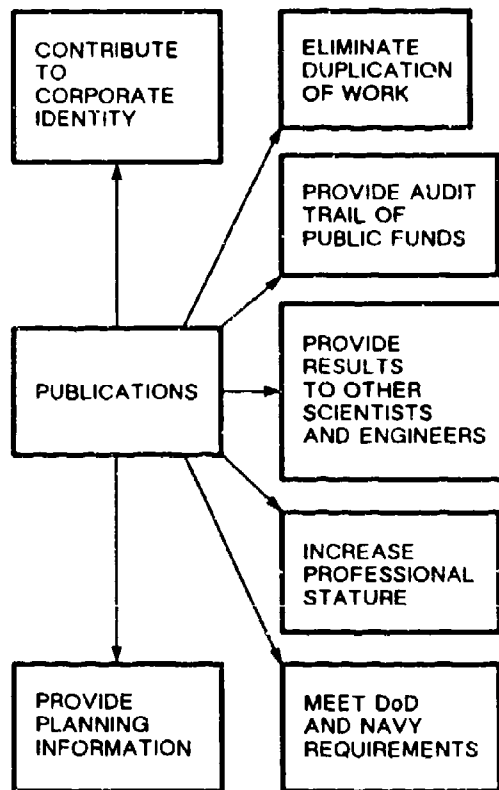 CONTRIBUTE
TO
CORPORATE
IDENTITY
ELIMINATE
DUPLICATION
OF WORK
PROVIDE AUDIT
TRAIL OF
PUBLIC FUNDS
PUBLICATIONS
PROVIDE
RESULTS
TO OTHER
SCIENTISTS
AND ENGINEERS
INCREASE
PROFESSIONAL
STATURE
PROVIDE
PLANNING
INFORMATION
MEET DoD
AND NAVY
REQUIREMENTS